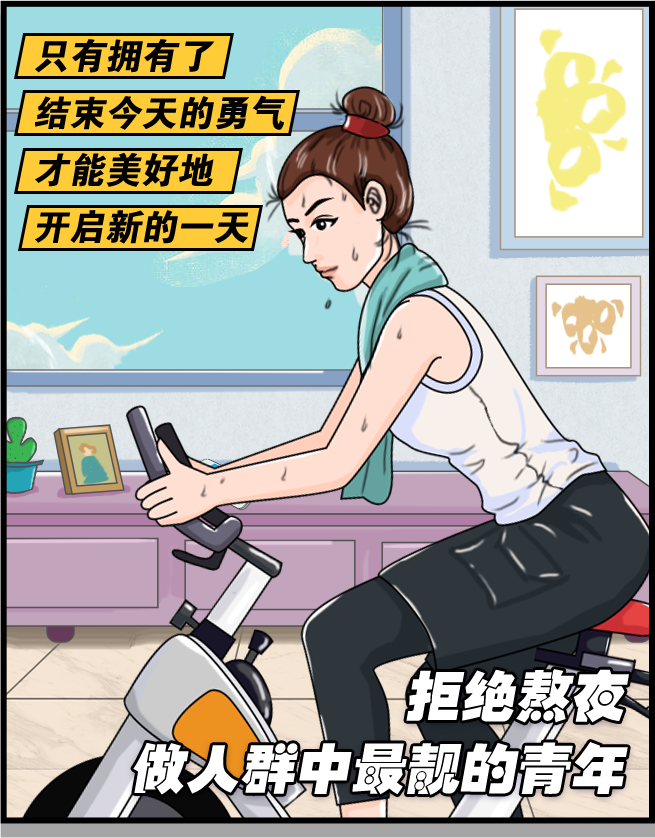 只有拥有了
结束今天的勇气
才能美好地
开启新的一天
拒绝熬夜
做人群中最靓的青年